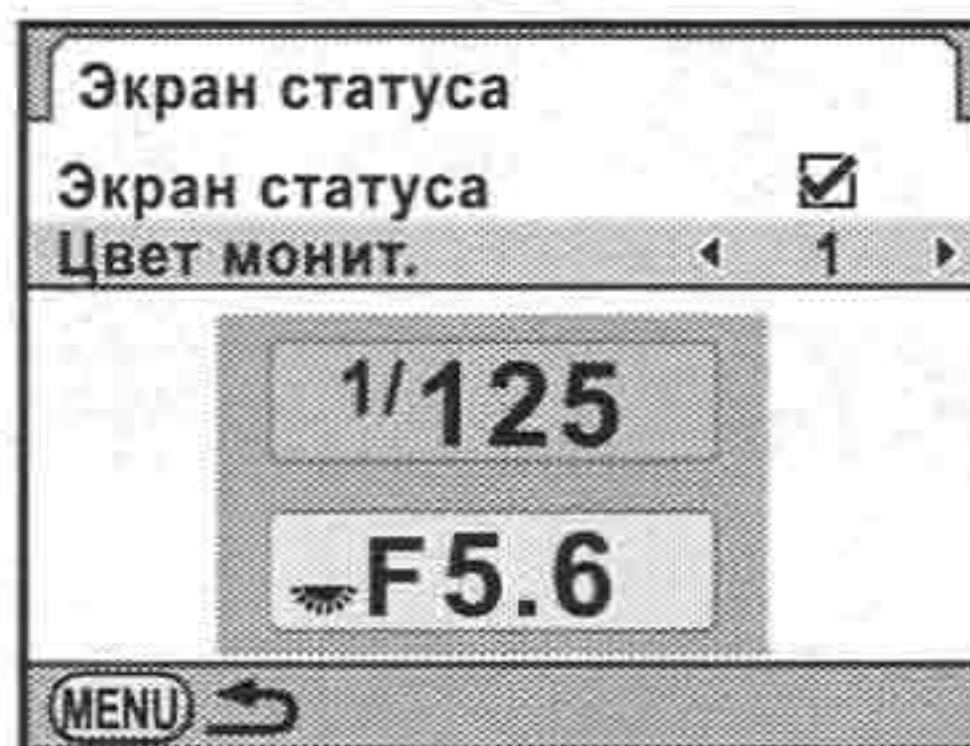 Экран статуса
Экран статуса
Цвет монит. 1
1/125
F5.6
MENU